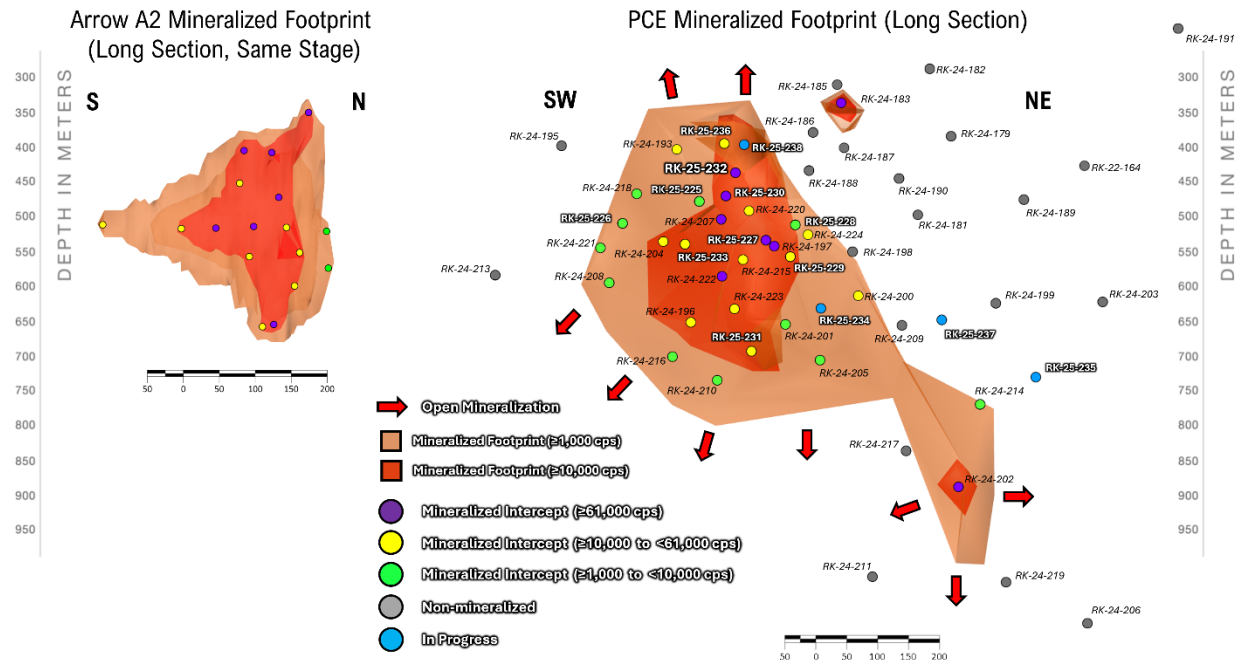 Arrow A2 Mineralized Footprint
(Long Section, Same Stage)
PCE Mineralized Footprint (Long Section)
DEPTH IN METERS
300
350
400
450
500
550
600
650
700
750
800
850
900
950
S
N
50 0 50 100 150 200
SW
NE
RK-24-191
RK-24-182
RK-24-185
RK-24-183
RK-24-186
RK-25-236
RK-24-195
RK-24-193
RK-25-238
RK-24-187
RK-24-179
RK-22-164
RK-25-232
RK-24-188
RK-24-190
RK-24-218
RK-25-225
RK-25-230
RK-24-189
RK-24-220
RK-25-226
RK-24-207
RK-25-228
RK-24-181
RK-24-224
RK-24-221
RK-24-204
RK-25-227
RK-24-197
RK-24-198
RK-25-233
RK-25-229
RK-24-213
RK-24-208
RK-24-222
RK-24-215
RK-24-223
RK-24-200
RK-24-199
RK-24-203
RK-24-196
RK-25-234
RK-25-237
RK-25-231
RK-24-201
RK-24-209
RK-24-216
RK-24-205
RK-25-235
RK-24-210
RK-24-214
RK-24-217
RK-24-202
RK-24-211
RK-24-219
RK-24-206
Open Mineralization
Mineralized Footprint (≥1,000 cps)
Mineralized Footprint (≥10,000 cps)
Mineralized Intercept (≥61,000 cps)
Mineralized Intercept (≥10,000 to <61,000 cps)
Mineralized Intercept (≥1,000 to <10,000 cps)
Non-mineralized
In Progress
50 0 50 100 150 200
300
350
400
450
500
550
600
650
700
750
800
850
900
950
DEPTH IN METERS